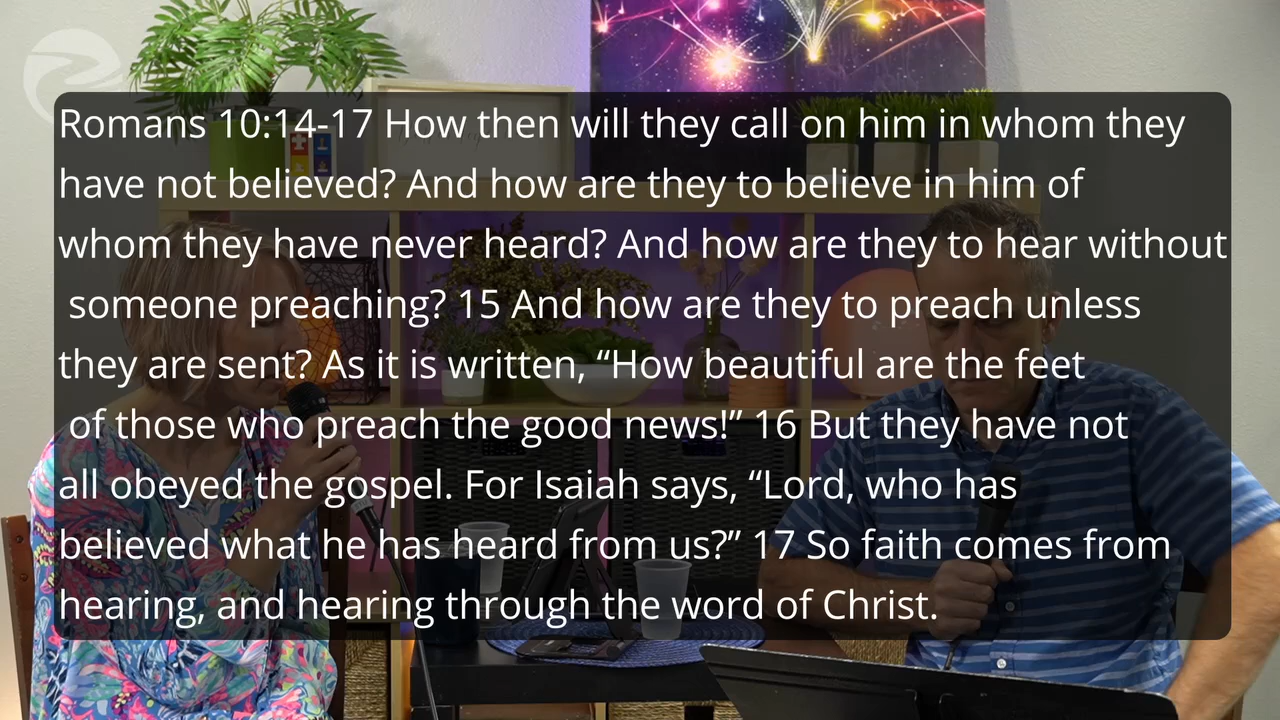 Romans 10:14-17 How then will they call on him in whom they
have not believed? And how are they to believe in him of
whom they have never heard? And how are they to hear without
someone preaching? 15 And how are they to preach unless
they are sent? As it is written, “How beautiful are the feet
of those who preach the good news!” 16 But they have not
all obeyed the gospel. For Isaiah says, “Lord, who has
believed what he has heard from us?” 17 So faith comes from
hearing, and hearing through the word of Christ.